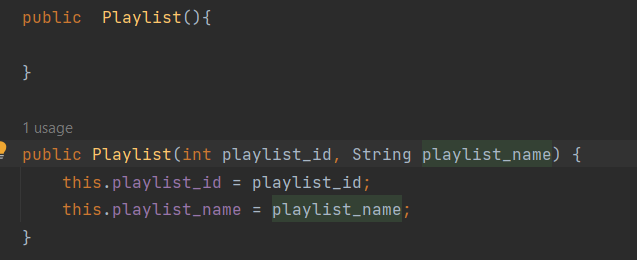 public  Playlist(){
}
1 usage
public Playlist(int playlist_id, String playlist_name) {
this.playlist_id = playlist_id;
this.playlist_name = playlist_name;
}